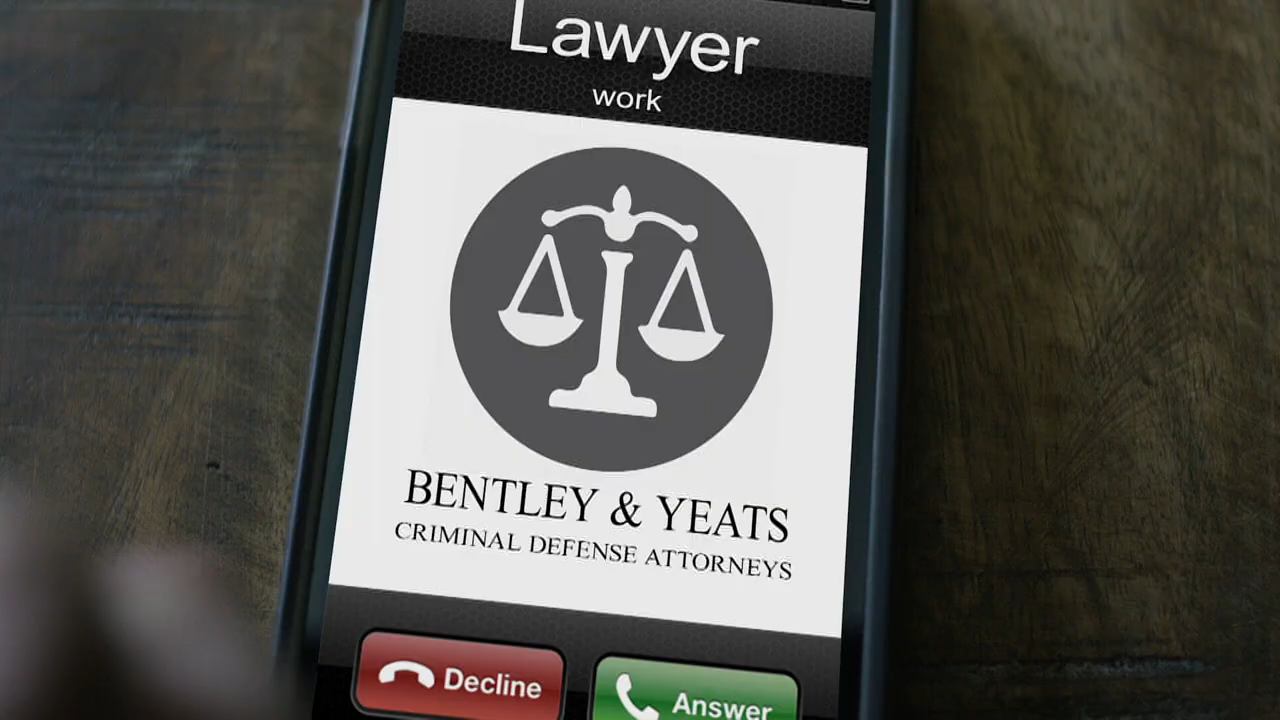 Lawyer
work
BENTLEY & YEATS
CRIMINAL DEFENSE ATTORNEYS
Decline
Answer